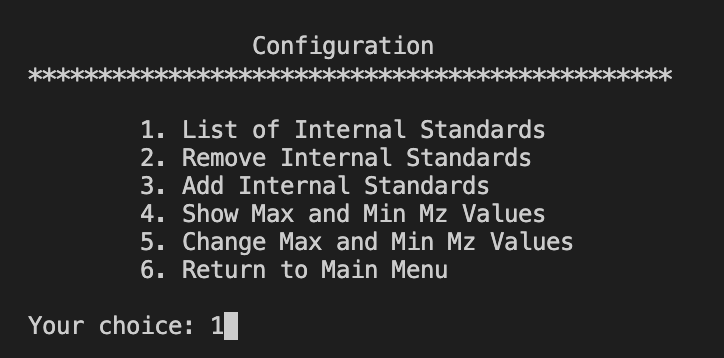 Configuration
**********************************************
1. List of Internal Standards
2. Remove Internal Standards
3. Add Internal Standards
4. Show Max and Min Mz Values
5. Change Max and Min Mz Values
6. Return to Main Menu
Your choice: 1